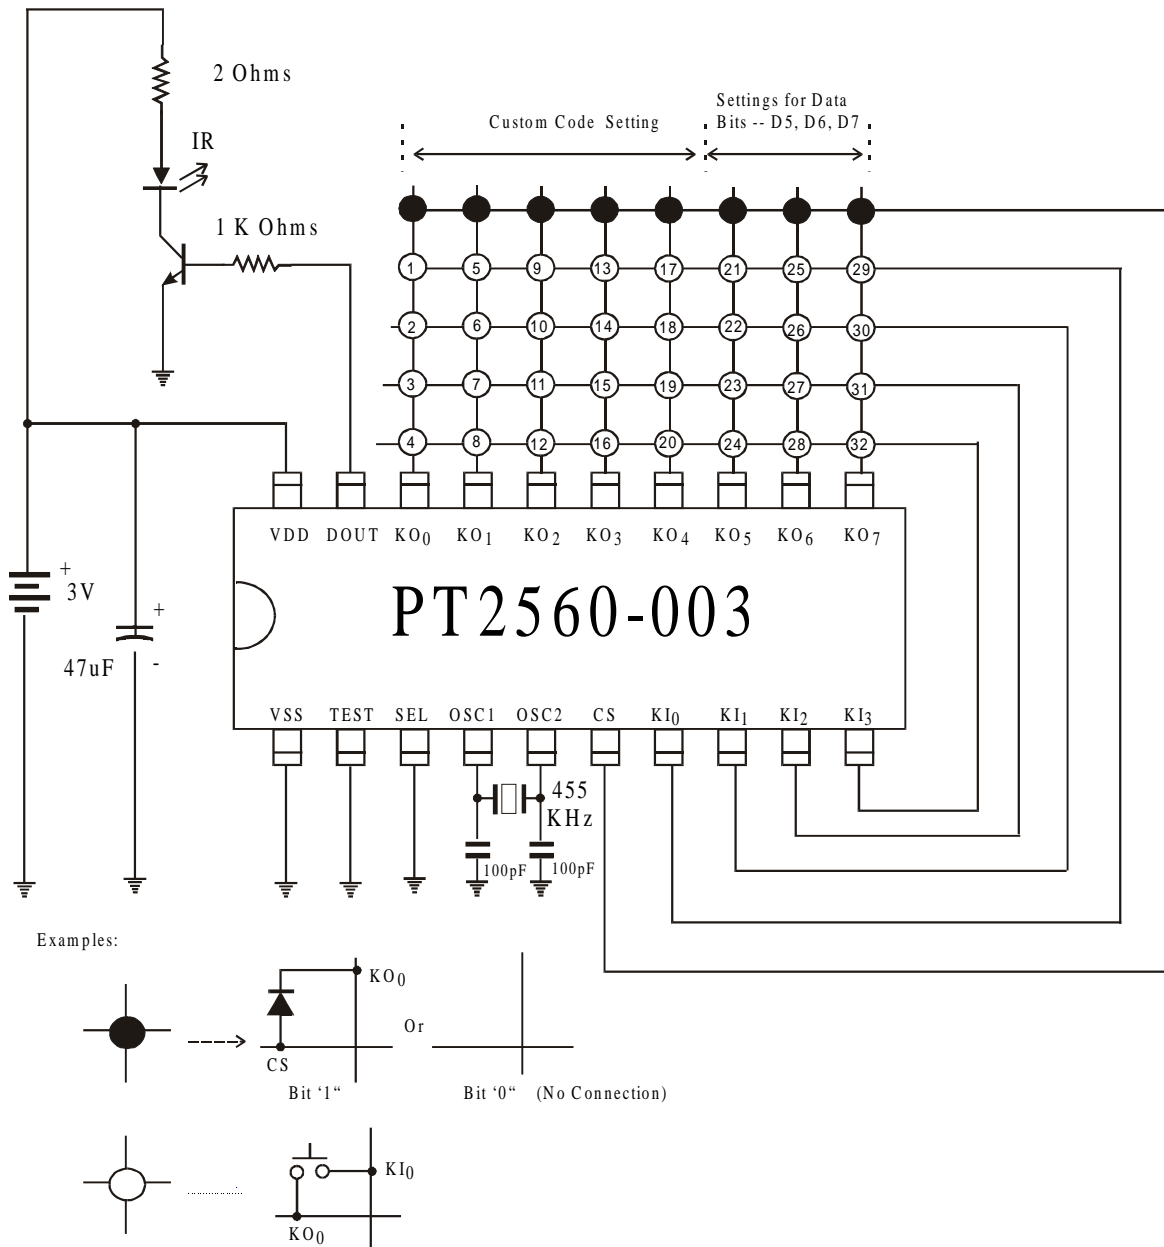 2 Ohms
IR
1 K Ohms
Custom Code Setting
Settings for Data
Bits -- D5, D6, D7
1 5 9 13 17 21 25 29
2 6 10 14 18 22 26 30
3 7 11 15 19 23 27 31
4 8 12 16 20 24 28 32
VDD DOUT KO0 KO1 KO2 KO3 KO4 KO5 KO6 KO7
PT2560-003
+
3V
+
47uF
-
VSS TEST SEL OSC1 OSC2 CS KI0 KI1 KI2 KI3
455
KHz
100pF 100pF
Examples:
KO0
Or
CS
Bit ‘1“
Bit ‘0“ (No Connection)
KI0
KO0